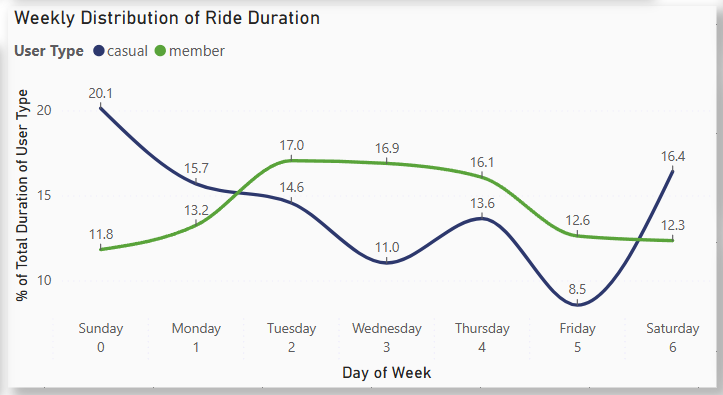 Weekly Distribution of Ride Duration
User Type casual member
% of Total Duration of User Type
20
15
10
20.1
15.7
14.6
11.0
13.6
8.5
16.4
11.8
13.2
17.0
16.9
16.1
12.6
12.3
Sunday Monday Tuesday Wednesday Thursday Friday Saturday
0 1 2 3 4 5 6
Day of Week